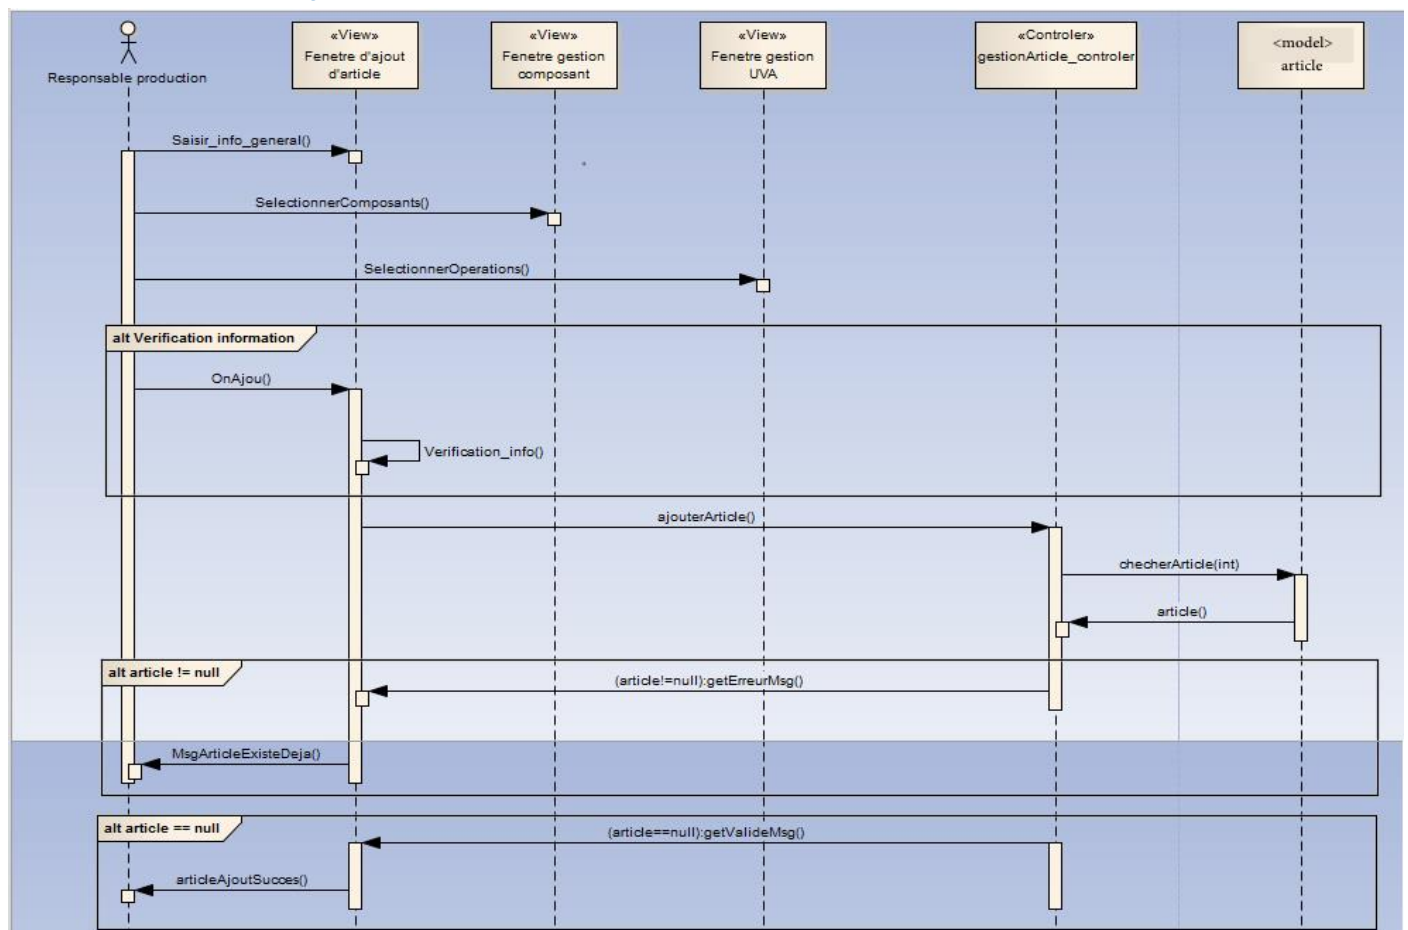 Responsable production
«View»
Fenetre d'ajout
d'article
«View»
Fenetre gestion
composant
«View»
Fenetre gestion
UVA
«Controler»
gestionArticle_controler
<model>
article
Saisir_info_general()
SelectionnerComposants()
SelectionnerOperations()
alt Verification information
OnAjou()
Verification_info()
ajouterArticle()
checherArticle(int)
article()
alt article != null
(article!=null):getErreurMsg()
MsgArticleExisteDeja()
alt article == null
(article==null):getValideMsg()
articleAjoutSucces()